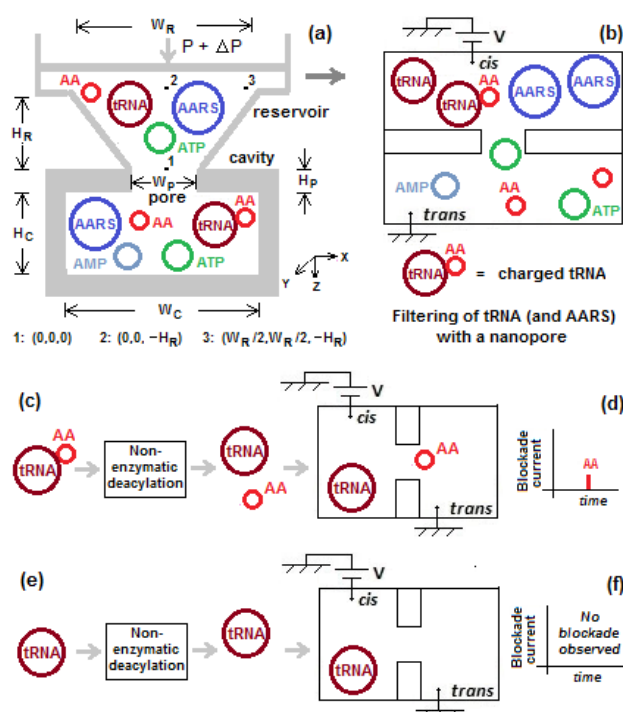 W_R
(a)
P + ΔP
AA
2
3
tRNA
AARS
reservoir
H_R
ATP
1
cavity
W_P
H_P
pore
AARS
AA
AA
tRNA
H_C
AMP
ATP
X
Y
Z
W_C
1: (0,0,0) 2: (0,0, −H_R) 3: (W_R/2,W_R/2, −H_R)
V
(b)
cis
tRNA
AA
tRNA
AARS
AARS
AMP
AA
ATP
trans
AA
tRNA
= charged tRNA
Filtering of tRNA (and AARS)
with a nanopore
(c)
AA
tRNA
Non-
enzymatic
deacylation
tRNA
AA
V
cis
AA
tRNA
trans
(d)
Blockade
current
AA
time
(e)
tRNA
Non-
enzymatic
deacylation
tRNA
V
cis
tRNA
trans
(f)
Blockade
current
No
blockade
observed
time